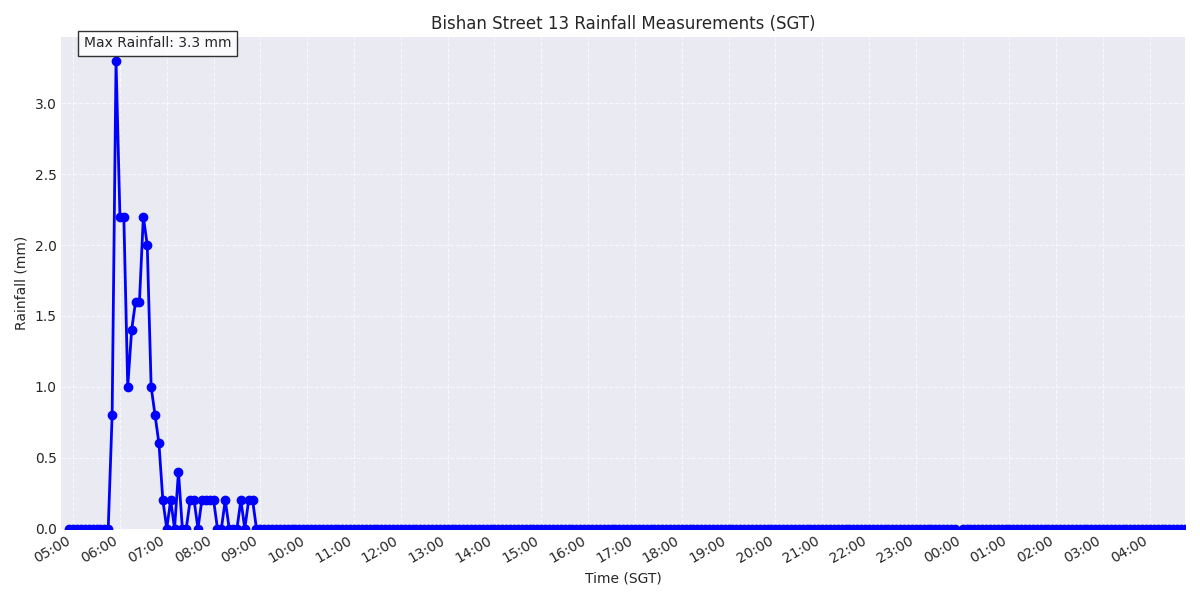 Bishan Street 13 Rainfall Measurements (SGT)
Max Rainfall: 3.3 mm
Rainfall (mm)
3.0
2.5
2.0
1.5
1.0
0.5
0.0
05:00 06:00 07:00 08:00 09:00 10:00 11:00 12:00 13:00 14:00 15:00 16:00 17:00 18:00 19:00 20:00 21:00 22:00 23:00 00:00 01:00 02:00 03:00 04:00
Time (SGT)